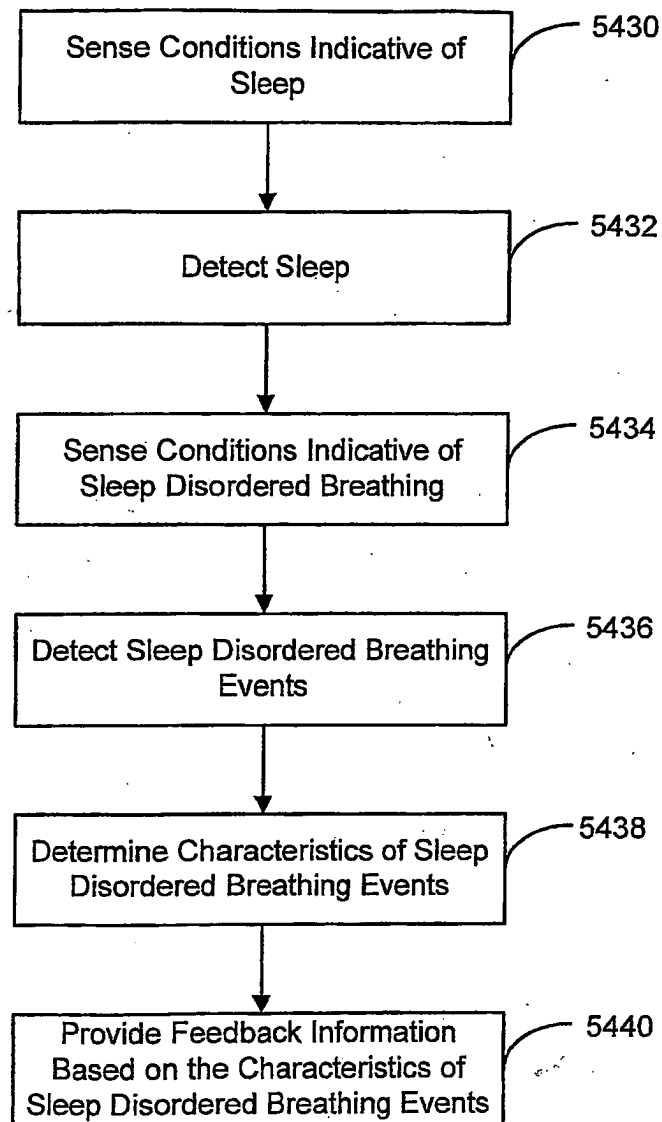 Sense Conditions Indicative of
Sleep
5430
Detect Sleep
5432
Sense Conditions Indicative of
Sleep Disordered Breathing
5434
Detect Sleep Disordered Breathing
Events
5436
Determine Characteristics of Sleep
Disordered Breathing Events
5438
Provide Feedback Information
Based on the Characteristics of
Sleep Disordered Breathing Events
5440